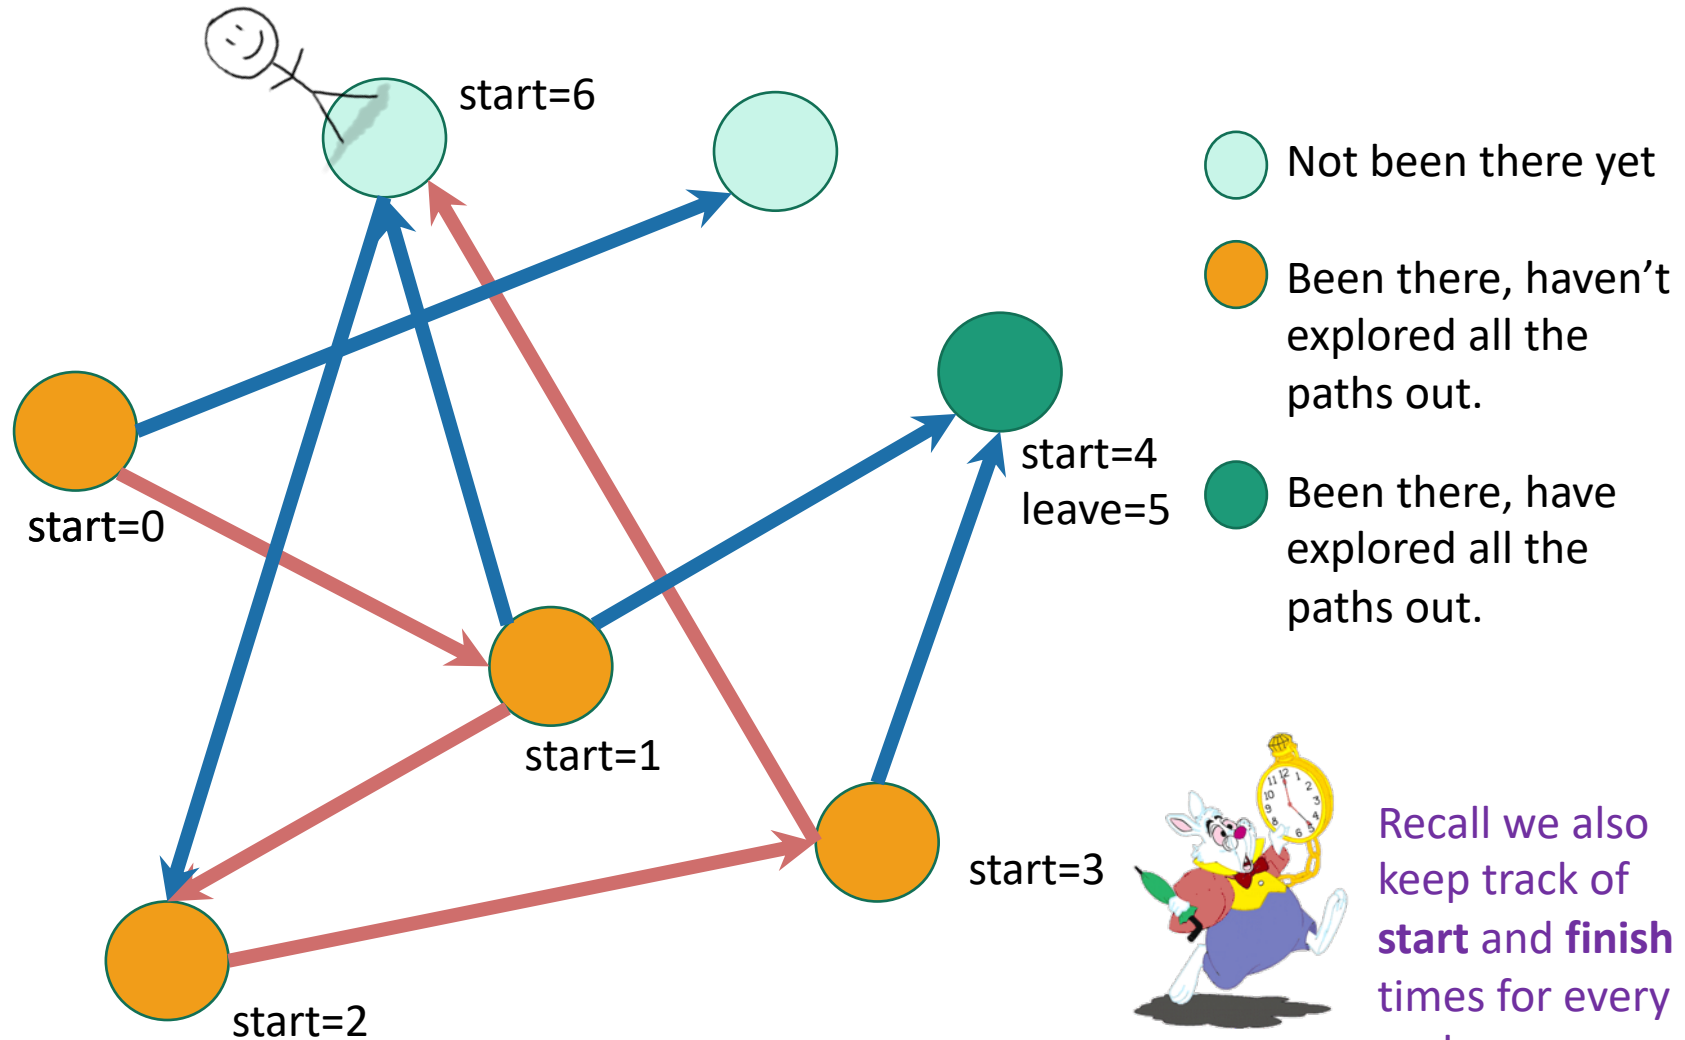 start=6
Not been there yet
Been there, haven’t
explored all the
paths out.
start=4
leave=5
Been there, have
explored all the
paths out.
start=0
start=1
start=3
start=2
Recall we also
keep track of
start and finish
times for every